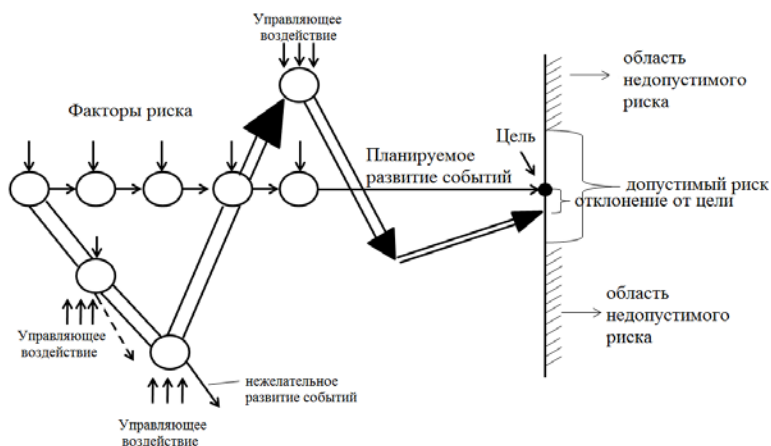 Управляющее
воздействие
область
недопустимого
риска
Факторы риска
Цель
Планируемое
развитие событий
допустимый риск
отклонение от цели
область
недопустимого
риска
Управляющее
воздействие
нежелательное
развитие событий
Управляющее
воздействие